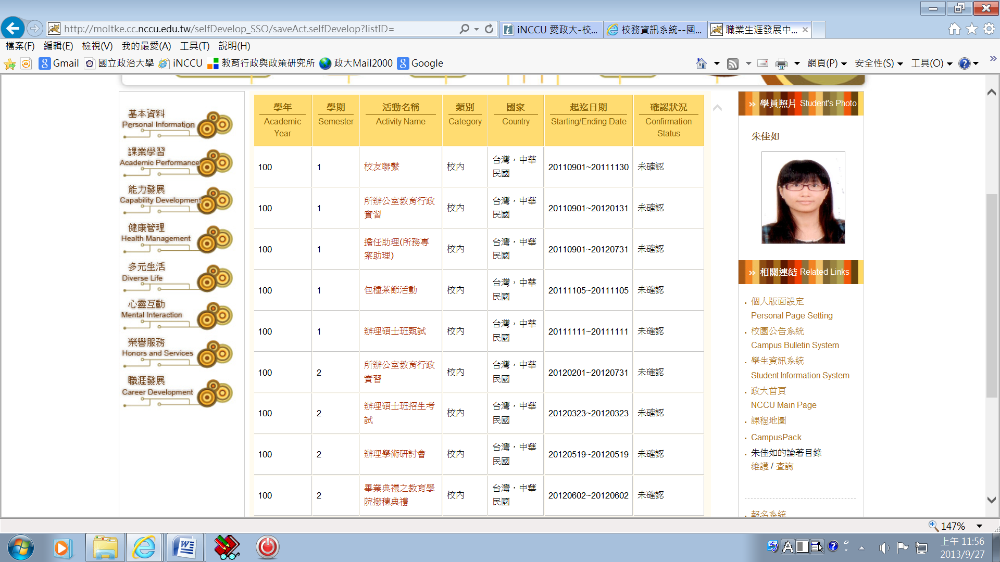 http://moltke.cc.nccu.edu.tw/selfDevelop_SSO/saveAct.selfDevelop?listID=
iNCCU 愛政大-校...
校務資訊系統--國...
職業生涯發展中...
檔案(F) 編輯(E) 檢視(V) 我的最愛(A) 工具(T) 說明(H)
Gmail 國立政治大學 iNCCU 教育行政與政策研究所 政大Mail2000 Google
網頁(P) 安全性(S) 工具(O)
基本資料
Personal Information
課業學習
Academic Performance
能力發展
Capability Development
健康管理
Health Management
多元生活
Diverse Life
心靈互動
Mental Interaction
榮譽服務
Honors and Services
職涯發展
Career Development
學年 學期 活動名稱 類別 國家 起迄日期 確認狀況
Academic Semester Activity Name Category Country Starting/Ending Date Confirmation
Year Status
100 1 校友聯繫 校內 台灣，中華
民國 20110901~20111130 未確認
100 1 所辦公室教育行政
實習 校內 台灣，中華
民國 20110901~20120131 未確認
100 1 擔任助理(所務專
案助理) 校內 台灣，中華
民國 20110901~20120731 未確認
100 1 包種茶節活動 校內 台灣，中華
民國 20111105~20111105 未確認
100 1 辦理碩士班甄試 校內 台灣，中華
民國 20111111~20111111 未確認
100 2 所辦公室教育行政
實習 校內 台灣，中華
民國 20120201~20120731 未確認
100 2 辦理碩士班招生考
試 校內 台灣，中華
民國 20120323~20120323 未確認
100 2 辦理學術研討會 校內 台灣，中華
民國 20120519~20120519 未確認
100 2 畢業典禮之教育學
院撥穗典禮 校內 台灣，中華
民國 20120602~20120602 未確認
學員照片 Student's Photo
朱佳如
相關連結 Related Links
個人版面設定
Personal Page Setting
校園公告系統
Campus Bulletin System
學生資訊系統
Student Information System
政大首頁
NCCU Main Page
課程地圖
CampusPack
朱佳如的論著目錄
維護 / 查詢
報名系統
147%
上午 11:56
2013/9/27